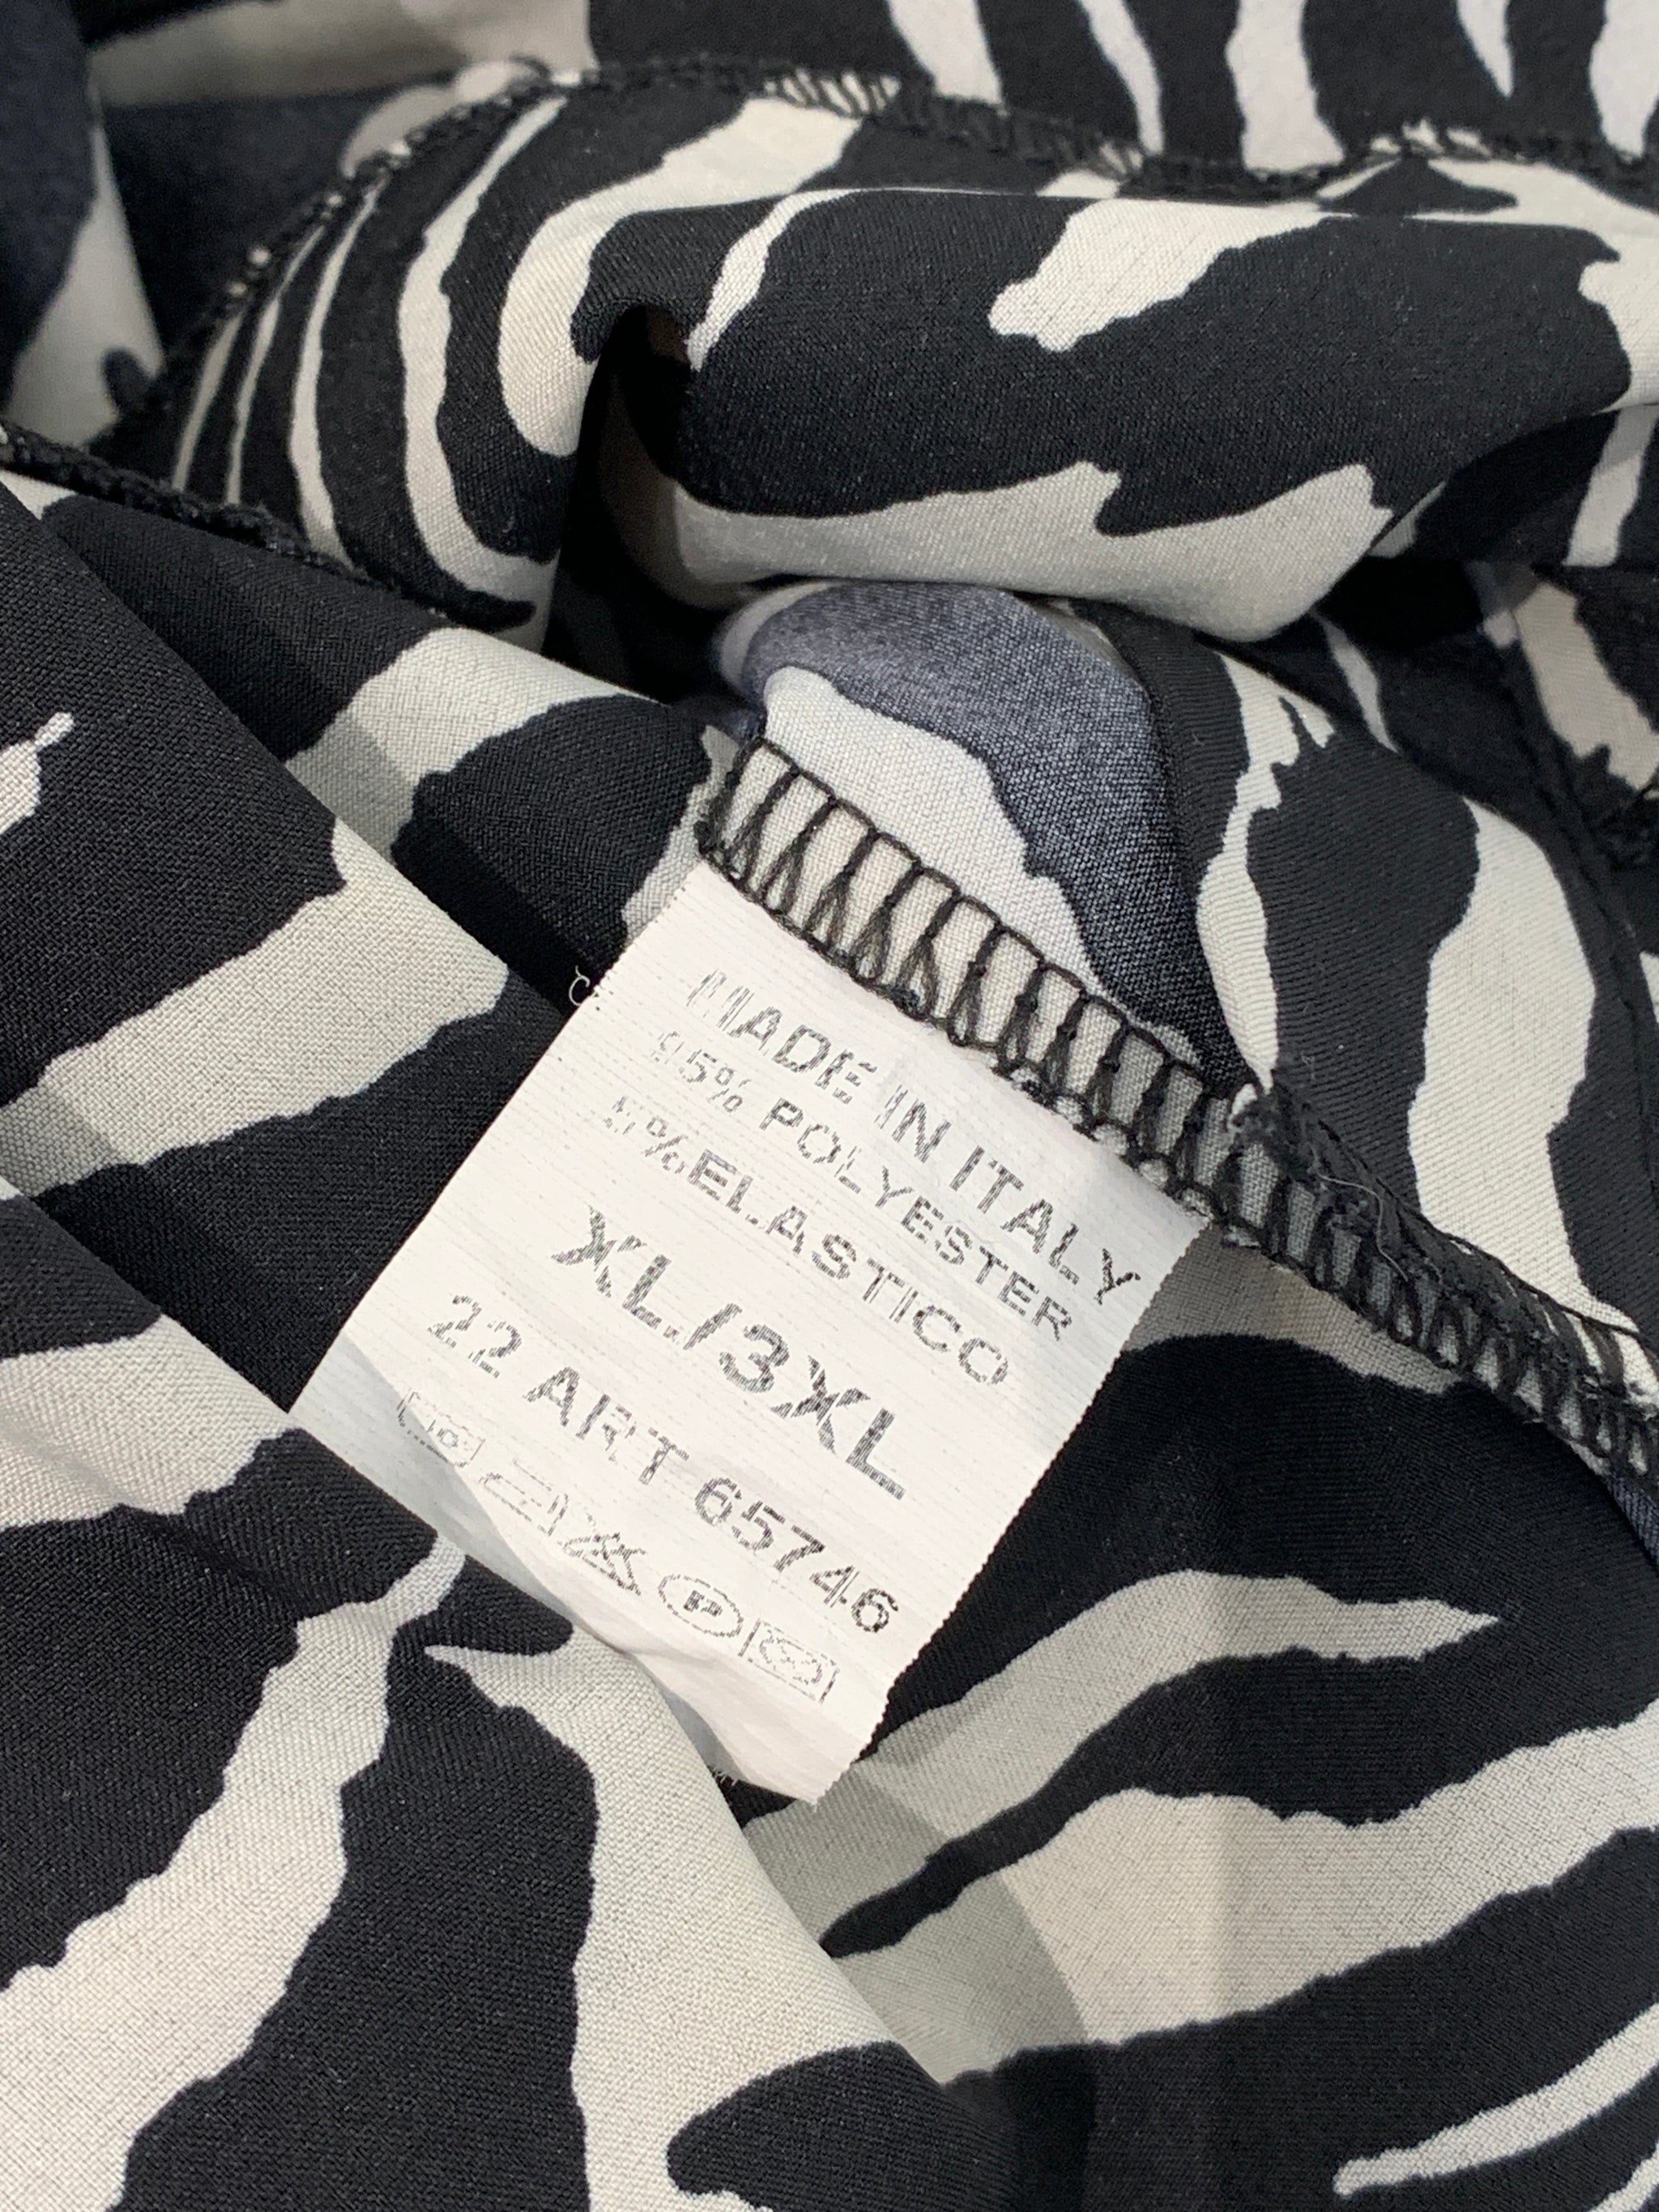 MADE IN ITALY
95% POLYESTER
5%ELASTICO
XL/3XL
22 ART 65746
P